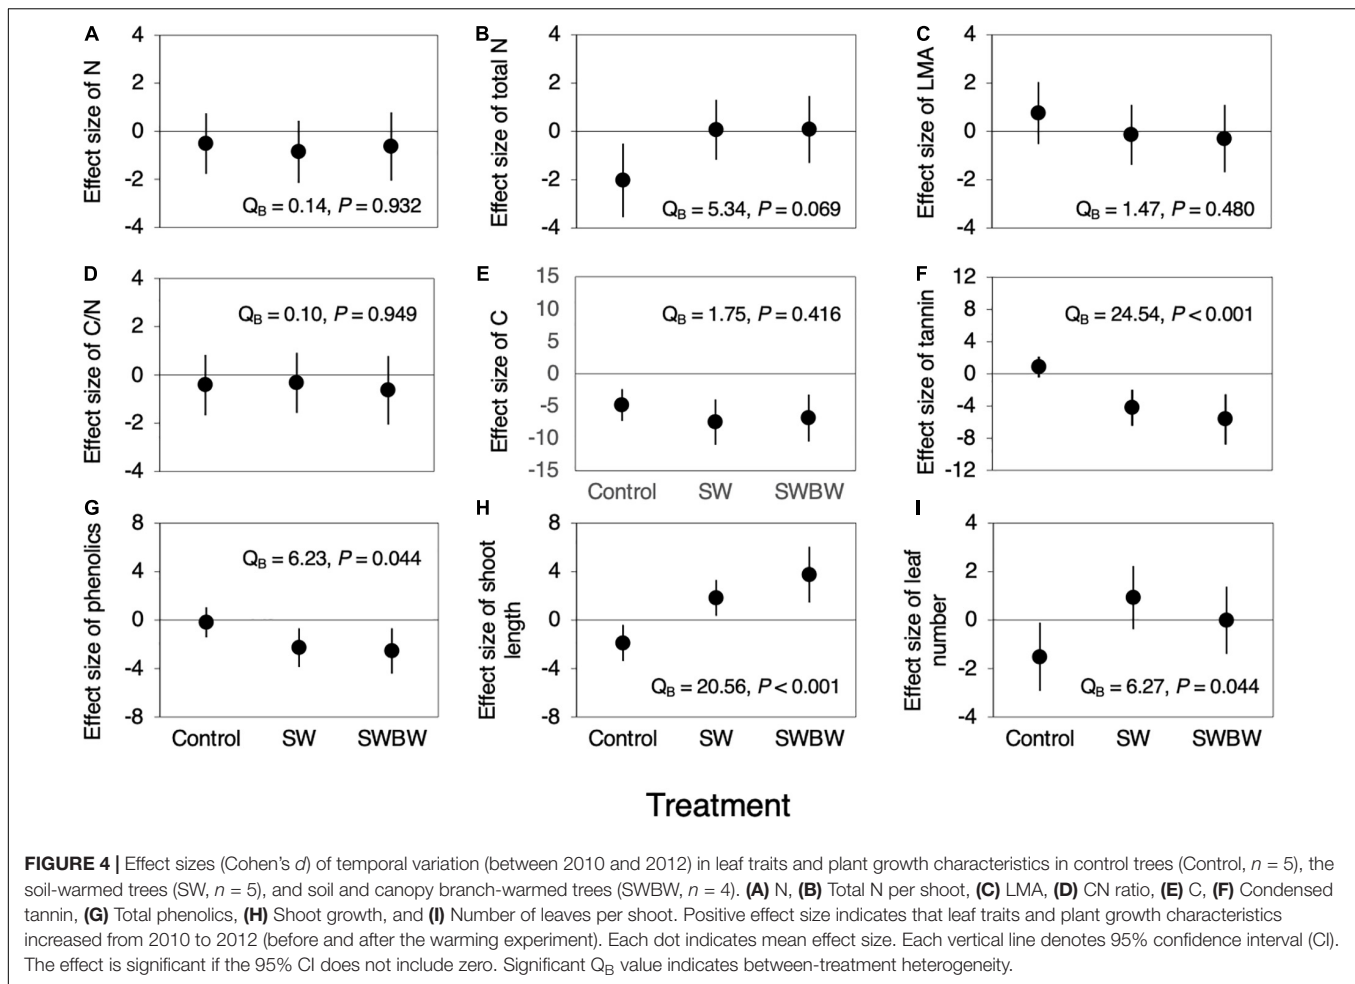 A
Effect size of N
4
2
0
-2
-4
Q_B = 0.14, P = 0.932
B
Effect size of total N
4
2
0
-2
-4
Q_B = 5.34, P = 0.069
C
Effect size of LMA
4
2
0
-2
-4
Q_B = 1.47, P = 0.480
D
Effect size of C/N
4
2
0
-2
-4
Q_B = 0.10, P = 0.949
E
Effect size of C
15
10
5
0
-5
-10
-15
Q_B = 1.75, P = 0.416
Control SW SWBW
F
Effect size of tannin
12
8
4
0
-4
-8
-12
Q_B = 24.54, P < 0.001
G
Effect size of phenolics
8
4
0
-4
-8
Q_B = 6.23, P = 0.044
Control SW SWBW
H
Effect size of shoot
length
8
4
0
-4
-8
Q_B = 20.56, P < 0.001
Control SW SWBW
I
Effect size of leaf
number
4
2
0
-2
-4
Q_B = 6.27, P = 0.044
Control SW SWBW
Treatment
FIGURE 4 | Effect sizes (Cohen's d) of temporal variation (between 2010 and 2012) in leaf traits and plant growth characteristics in control trees (Control, n = 5), the
soil-warmed trees (SW, n = 5), and soil and canopy branch-warmed trees (SWBW, n = 4). (A) N, (B) Total N per shoot, (C) LMA, (D) CN ratio, (E) C, (F) Condensed
tannin, (G) Total phenolics, (H) Shoot growth, and (I) Number of leaves per shoot. Positive effect size indicates that leaf traits and plant growth characteristics
increased from 2010 to 2012 (before and after the warming experiment). Each dot indicates mean effect size. Each vertical line denotes 95% confidence interval (CI).
The effect is significant if the 95% CI does not include zero. Significant Q_B value indicates between-treatment heterogeneity.